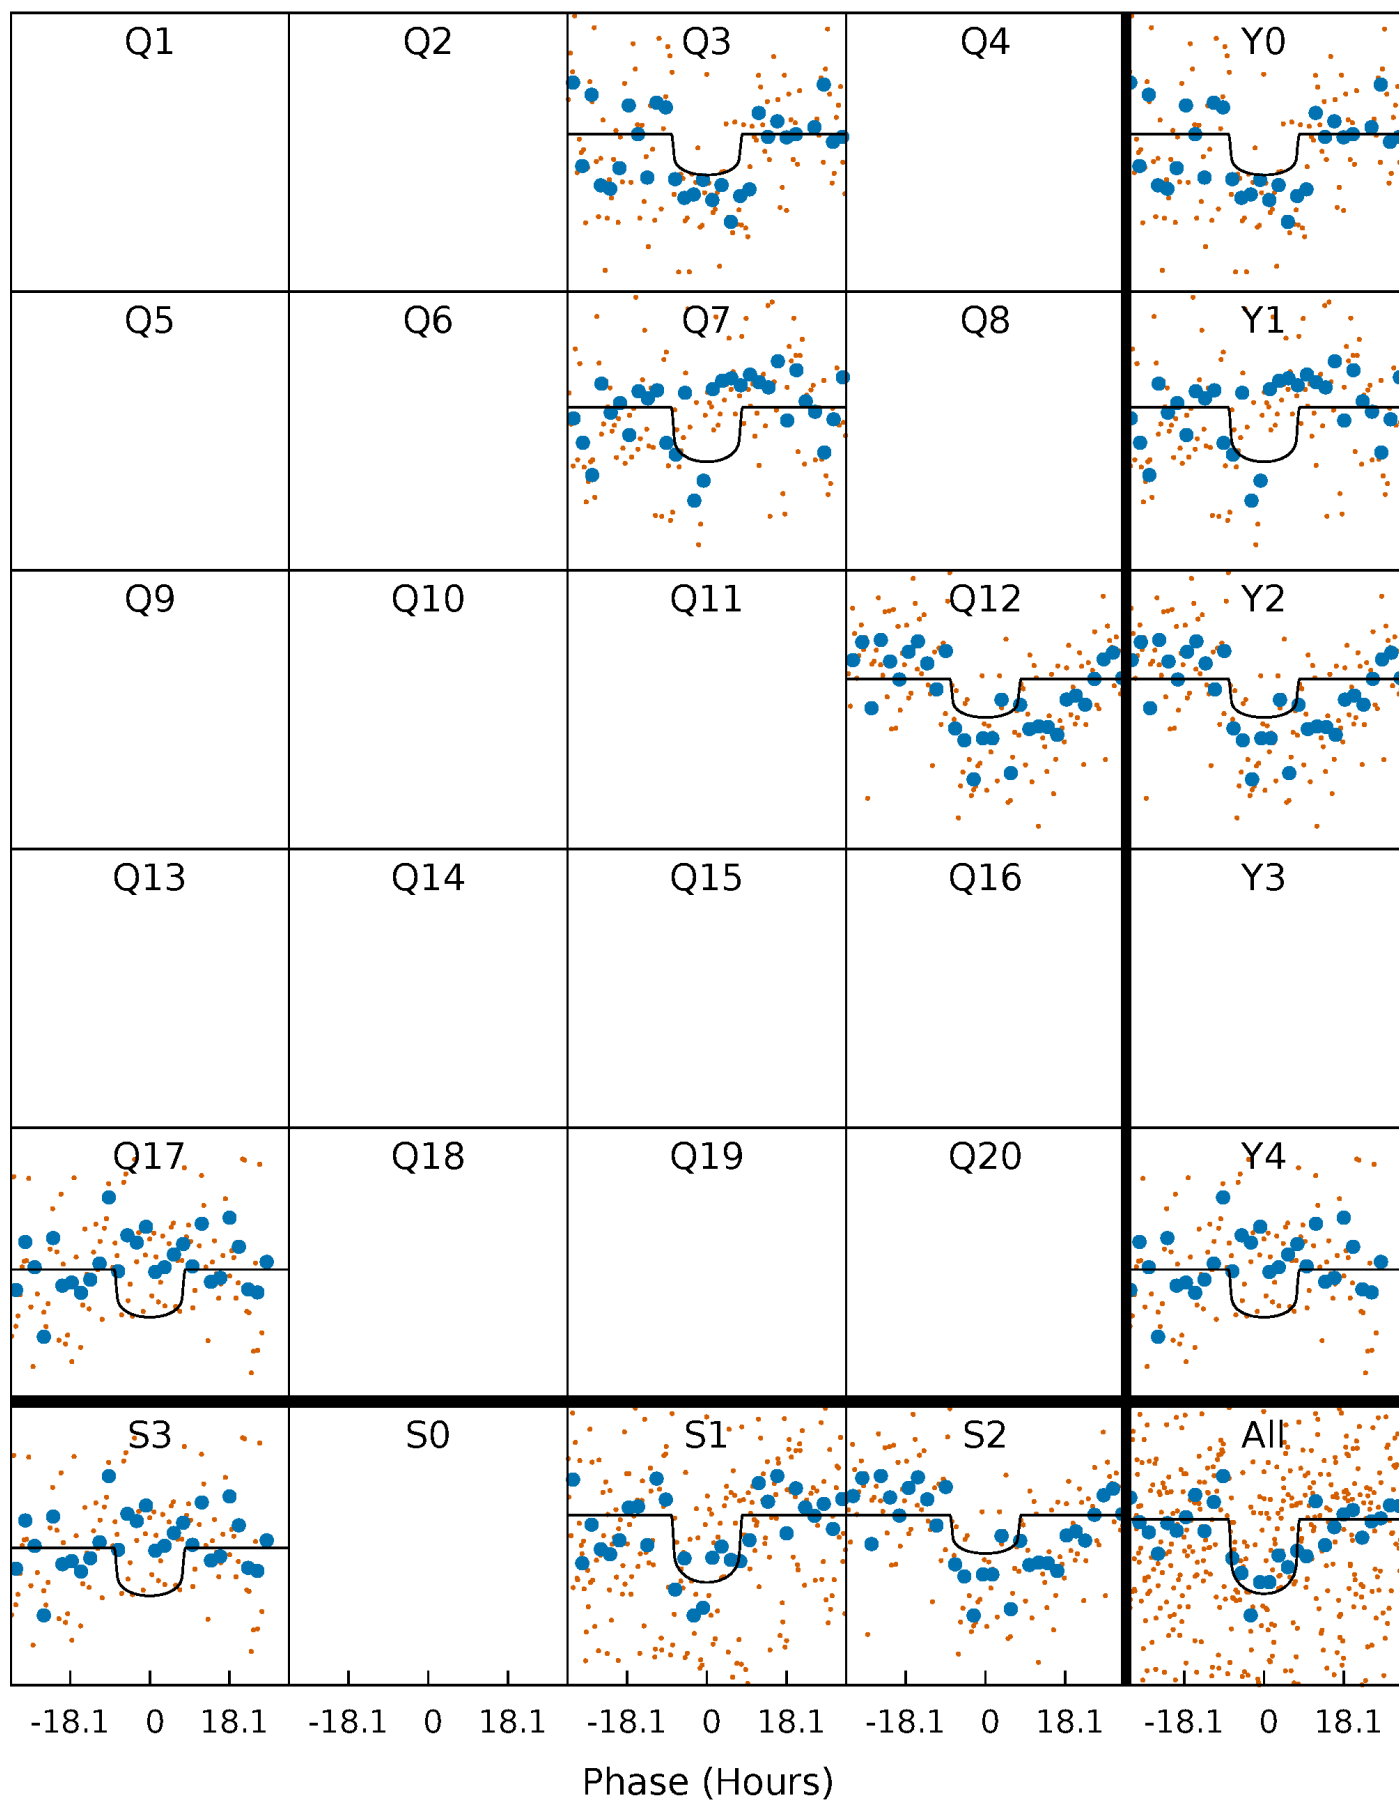 Q1 Q2 Q3 Q4 Y0
Q5 Q6 Q7 Q8 Y1
Q9 Q10 Q11 Q12 Y2
Q13 Q14 Q15 Q16 Y3
Q17 Q18 Q19 Q20 Y4
S3 S0 S1 S2 All
-18.1 0 18.1 -18.1 0 18.1 -18.1 0 18.1 -18.1 0 18.1 -18.1 0 18.1
Phase (Hours)